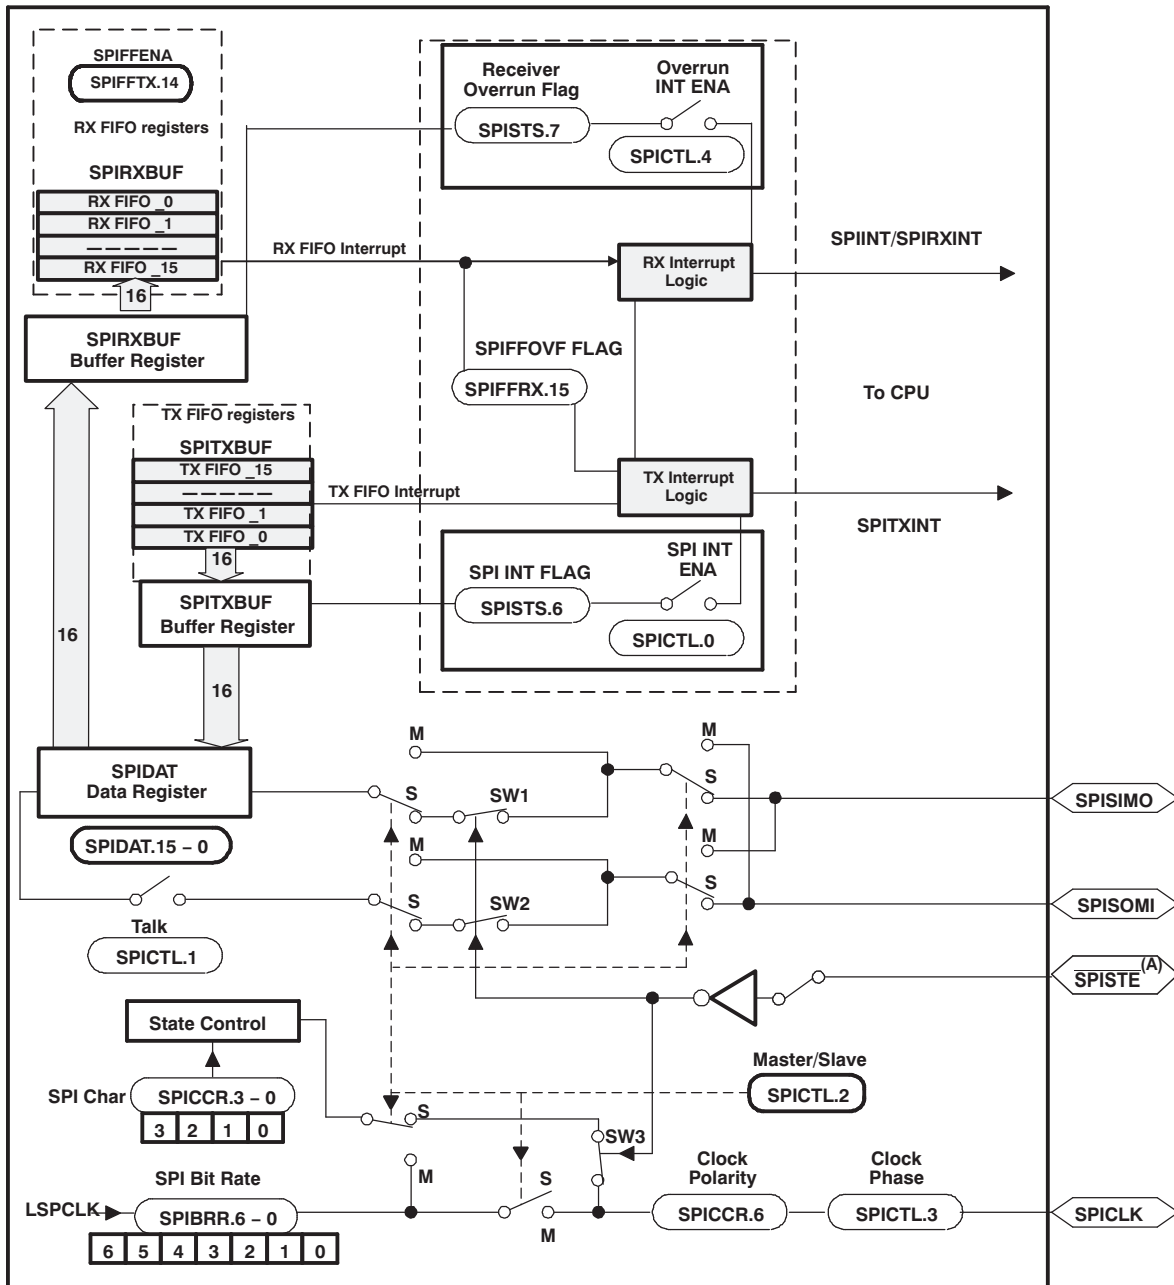 SPIFFENA
SPIFFTX.14
RX FIFO registers
SPIRXBUF
RX FIFO _0
RX FIFO _1
– – – – –
RX FIFO _15
16
SPIRXBUF
Buffer Register
Receiver
Overrun Flag
SPISTS.7
Overrun
INT ENA
SPICTL.4
RX FIFO Interrupt
RX Interrupt
Logic
SPIINT/SPIRXINT
SPIFFOVF FLAG
SPIFFRX.15
To CPU
TX FIFO registers
SPITXBUF
TX FIFO _15
– – – – –
TX FIFO _1
TX FIFO _0
16
TX FIFO Interrupt
TX Interrupt
Logic
SPITXINT
SPITXBUF
Buffer Register
SPI INT FLAG
SPISTS.6
SPI INT
ENA
SPICTL.0
16
16
SPIDAT
Data Register
SPIDAT.15 – 0
Talk
SPICTL.1
M
S
SW1
M
S
SW2
M
S
M
S
SPISIMO
SPISOMI
SPISTE (A)
State Control
SPI Char
SPICCR.3 – 0
3 2 1 0
Master/Slave
SPICTL.2
S
M
SW3
SPI Bit Rate
LSPCLK
SPIBRR.6 – 0
6 5 4 3 2 1 0
S
M
Clock
Polarity
SPICCR.6
Clock
Phase
SPICTL.3
SPICLK